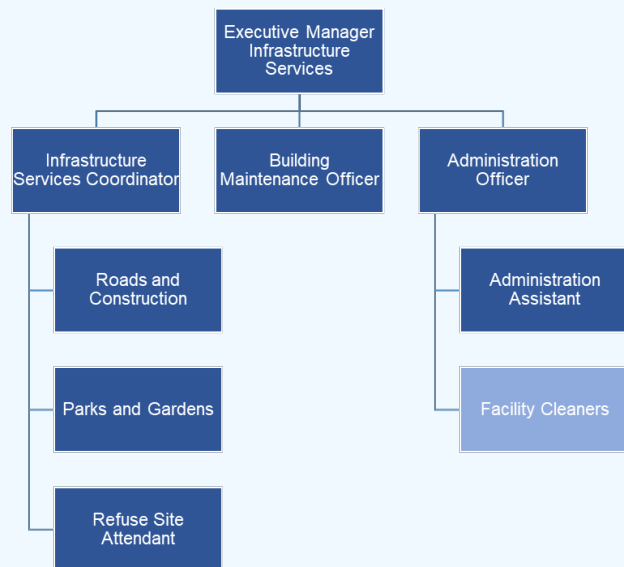 Executive Manager
Infrastructure
Services
Infrastructure
Services Coordinator
Building
Maintenance Officer
Administration
Officer
Roads and
Construction
Administration
Assistant
Parks and Gardens
Facility Cleaners
Refuse Site
Attendant